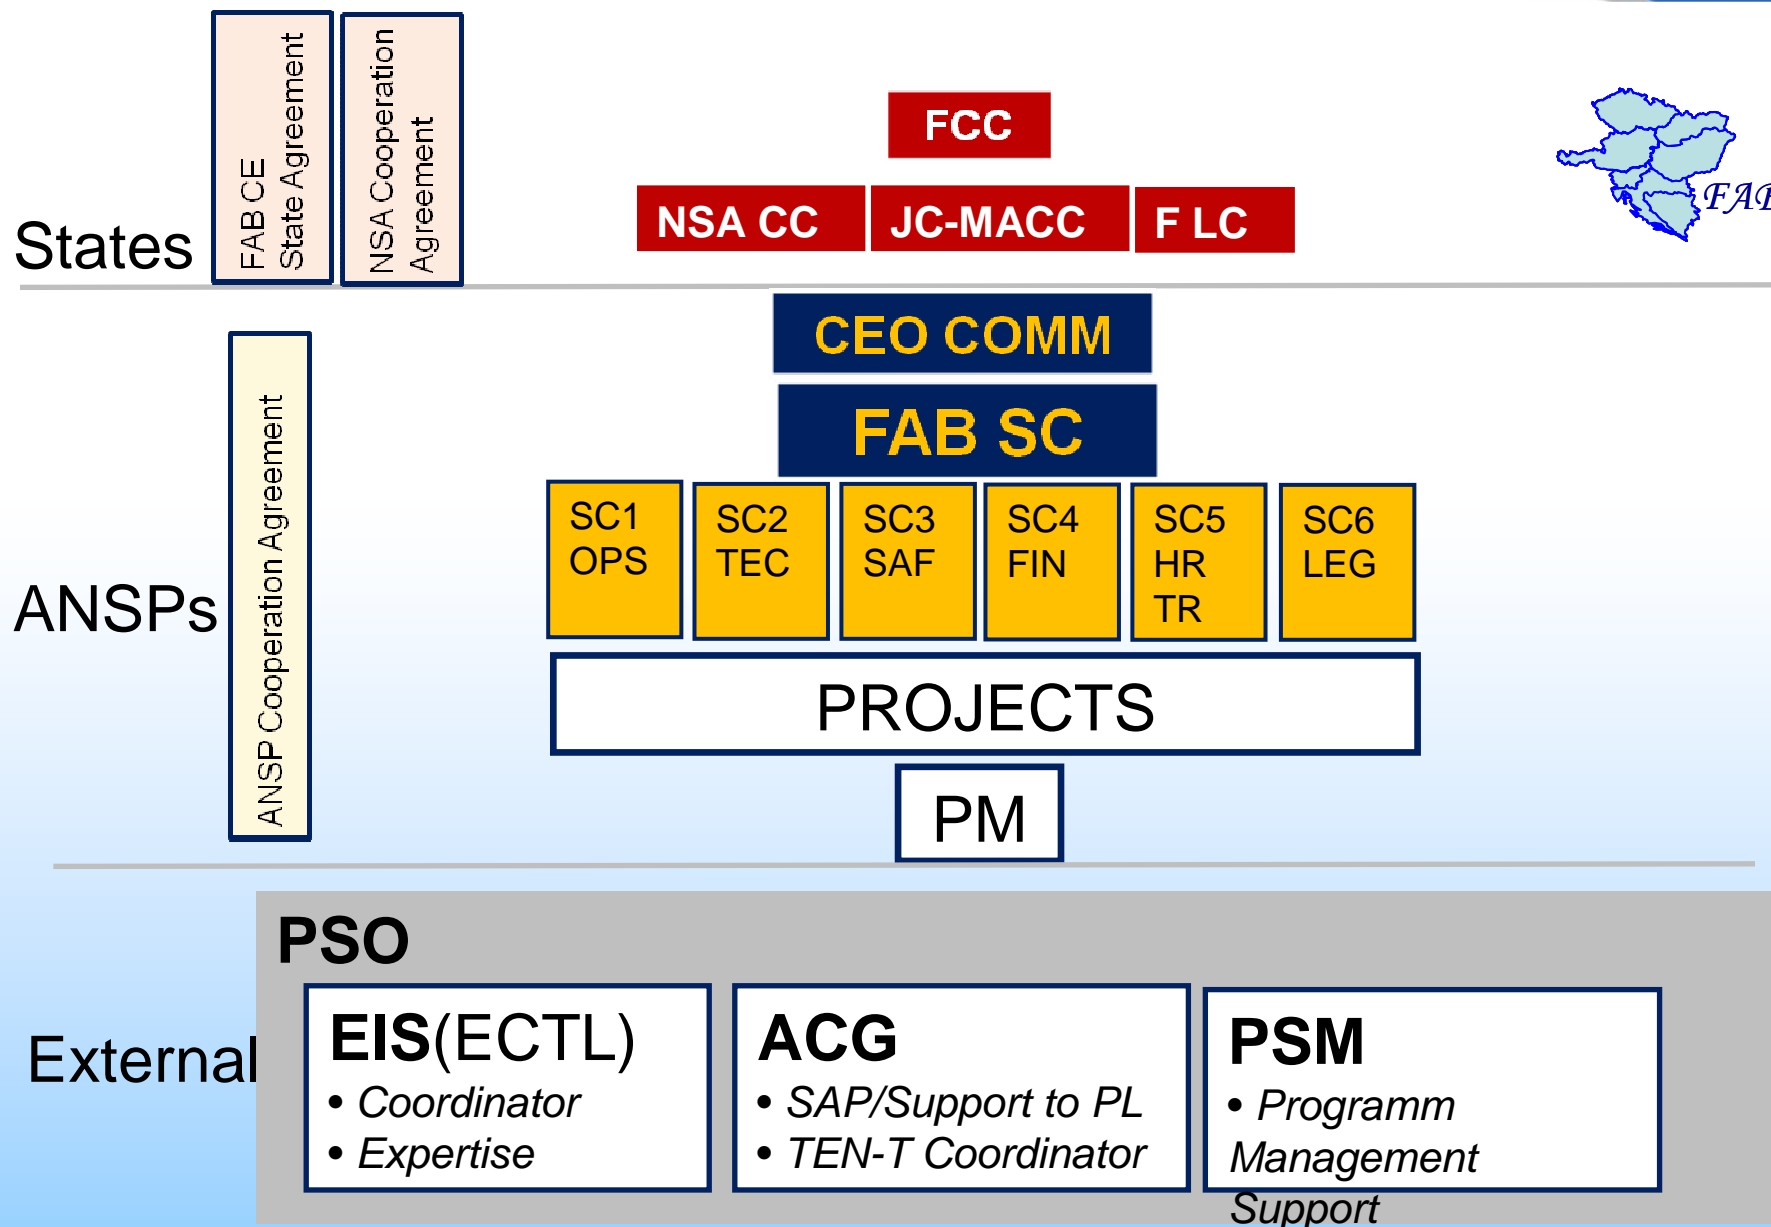 FAB CE
State Agreement
NSA Cooperation
Agreement
States
FCC
NSA CC
JC-MACC
F LC
FAB
CEO COMM
FAB SC
ANSPs
ANSP Cooperation Agreement
SC1
OPS
SC2
TEC
SC3
SAF
SC4
FIN
SC5
HR
TR
SC6
LEG
PROJECTS
PM
External
PSO
EIS(ECTL)
• Coordinator
• Expertise
ACG
• SAP/Support to PL
• TEN-T Coordinator
PSM
• Programm
Management
Support